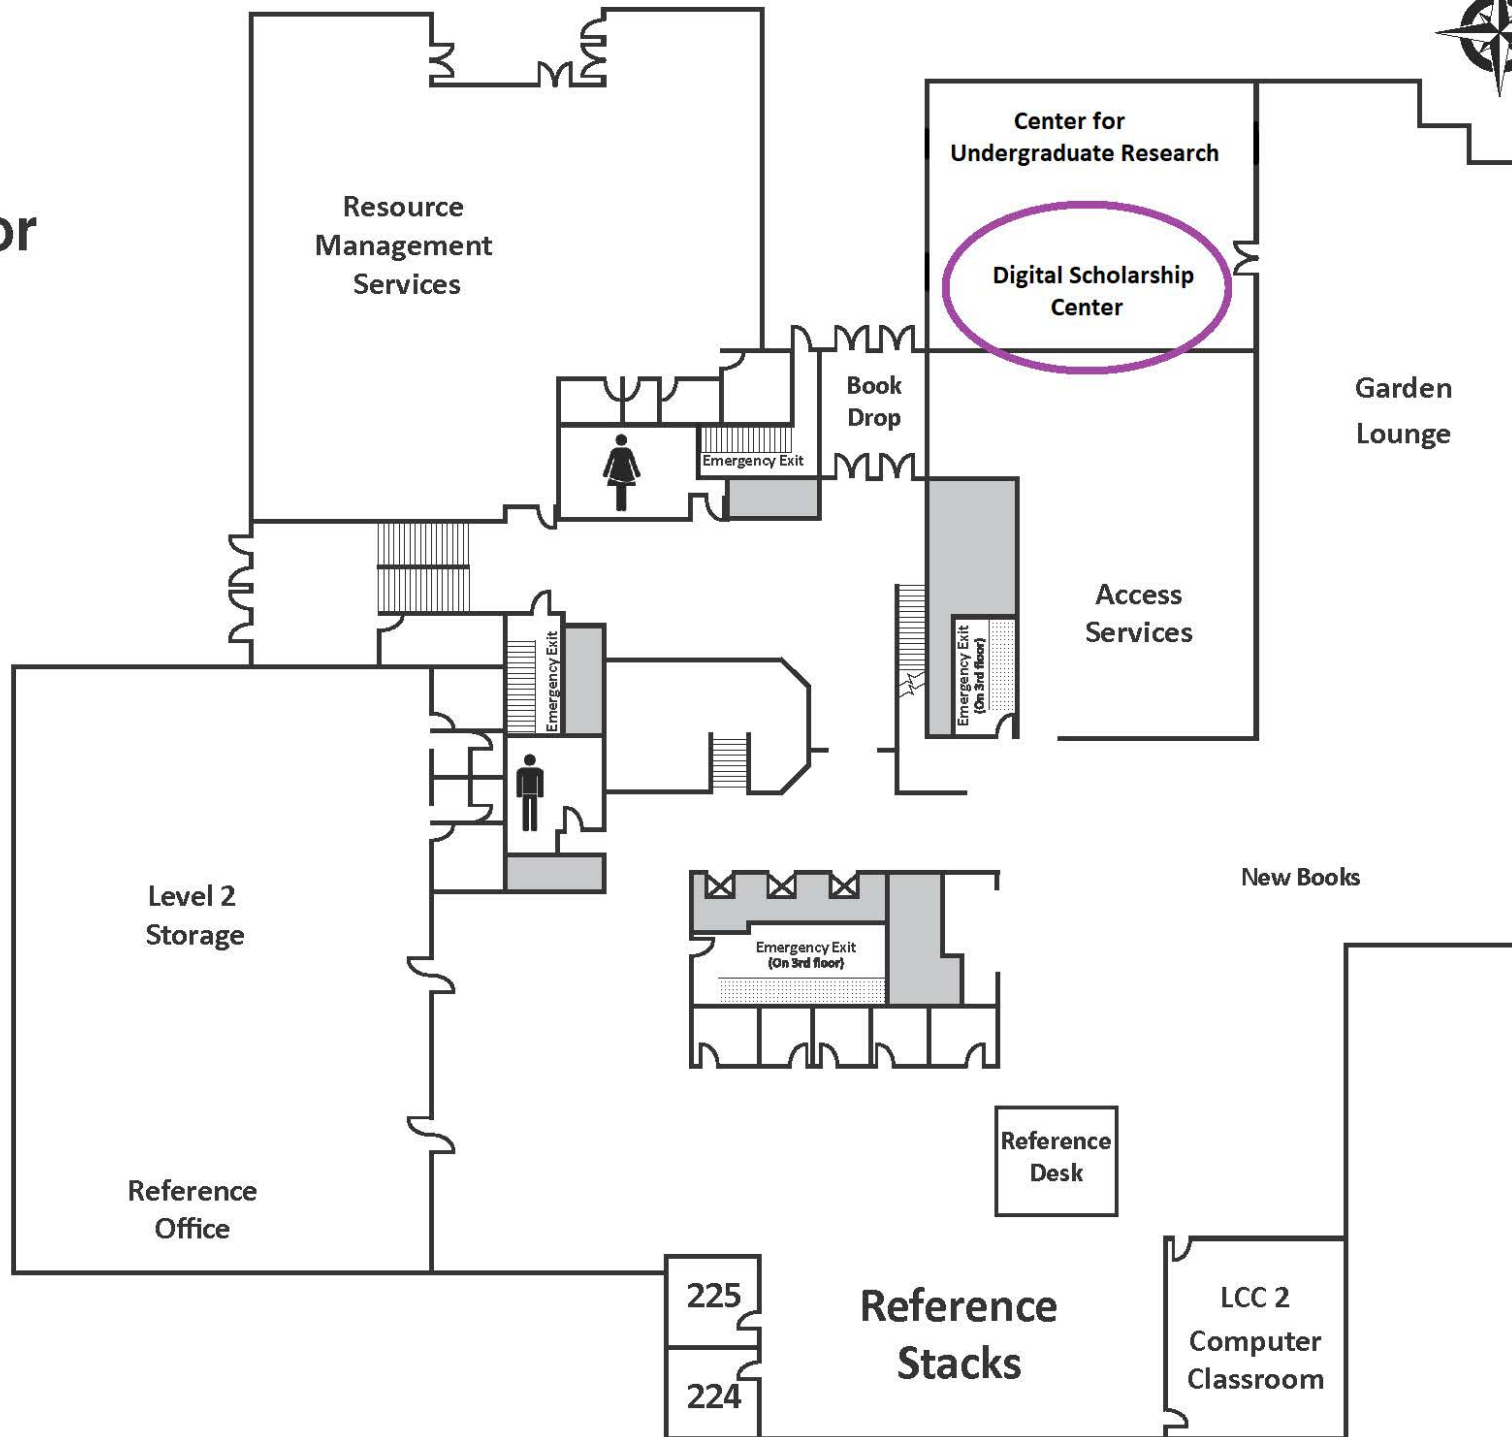 or
Center for
Undergraduate Research
Resource
Management
Services
Digital Scholarship
Center
Book
Drop
Garden
Lounge
Emergency Exit
Access
Services
Emergency Exit
Emergency Exit
(On 3rd floor)
New Books
Level 2
Storage
Emergency Exit
(On 3rd floor)
Reference
Desk
Reference
Office
225
Reference
Stacks
LCC 2
Computer
Classroom
224